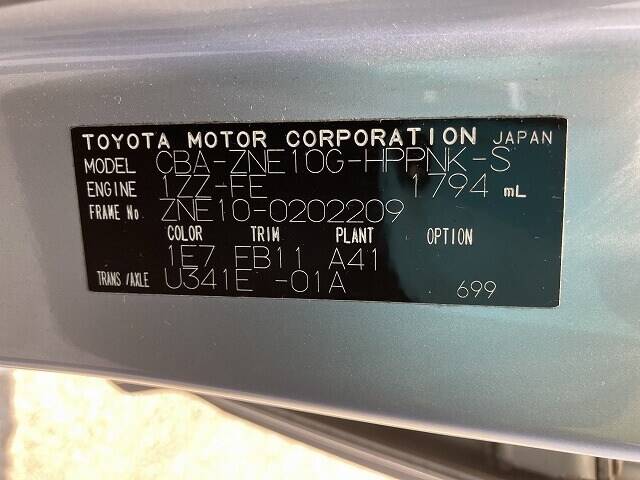 TOYOTA MOTOR CORPORATION JAPAN
MODEL CBA-ZNE10G-HPPNK-S
ENGINE 1ZZ-FE 1794 mL
FRAME No ZNE10-0202209
COLOR TRIM PLANT OPTION
1E7 FB11 A41
TRANS/AXLE U341E -01A 699